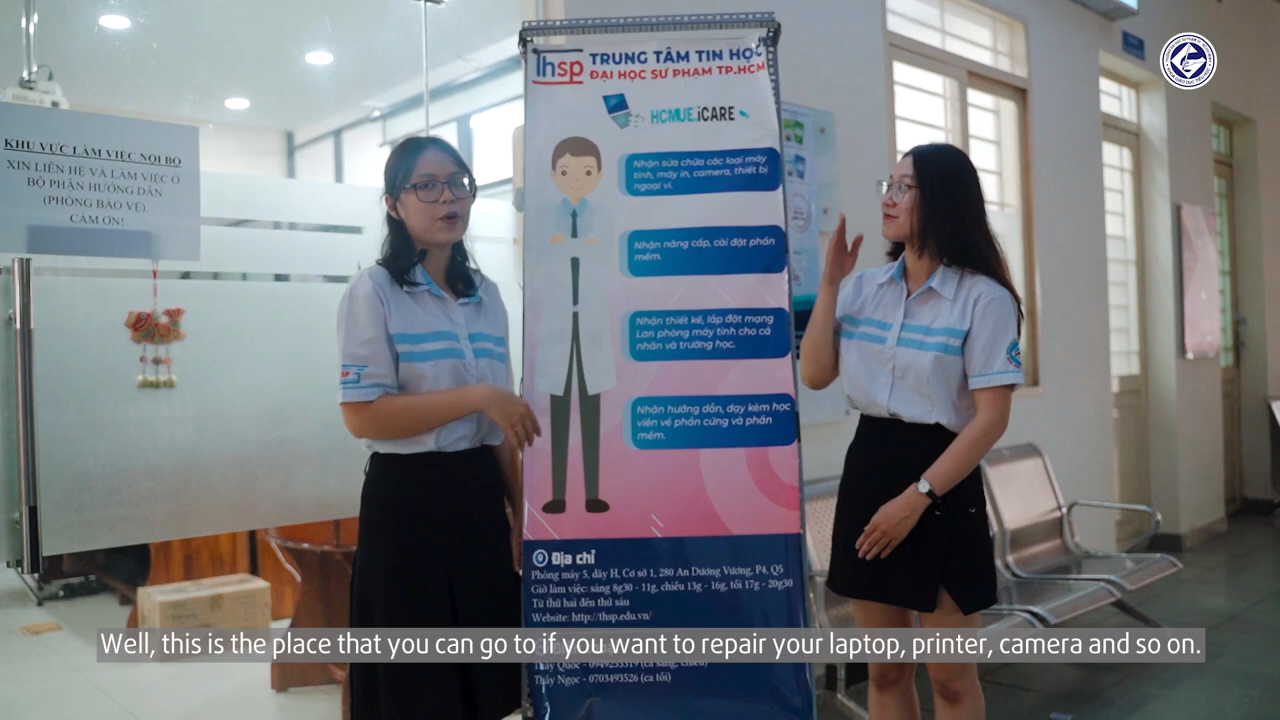 KHU VỰC LÀM VIỆC NỘI BỘ
XIN LIÊN HỆ VÀ LÀM VIỆC Ở
BỘ PHẬN HƯỚNG DẪN
(PHÒNG BẢO VỆ).
CẢM ƠN!
Thsp TRUNG TÂM TIN HỌC
ĐẠI HỌC SƯ PHẠM TP.HCM
HCMUE.iCARE
Nhận sửa chữa các loại máy
tính, máy in, camera, thiết bị
ngoại vi.
Nhận nâng cấp, cài đặt phần
mềm.
Nhận thiết kế, lắp đặt mạng
Lan phòng máy tính cho cá
nhân và trường học.
Nhận hướng dẫn, dạy kèm học
viên về phần cứng và phần
mềm.
Địa chỉ
Phòng máy 5, dãy H, Cơ sở 1, 280 An Dương Vương, P4, Q5
Giờ làm việc: sáng 8g30 - 11g, chiều 13g - 16g, tối 17g - 20g30
Từ thứ hai đến thứ sáu
Website: http://thsp.edu.vn/
Well, this is the place that you can go to if you want to repair your laptop, printer, camera and so on.
Thầy Quốc - 0949255519 (ca sáng, chiều)
Thầy Ngọc - 0703493526 (ca tối)